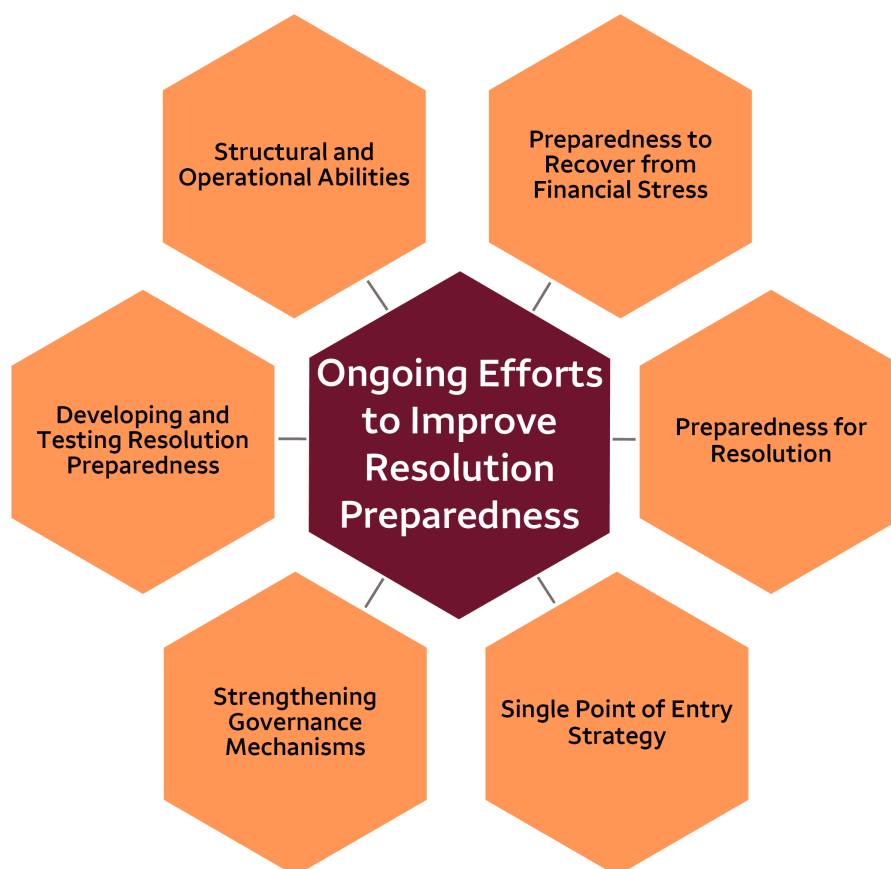 Structural and
Operational Abilities
Preparedness to
Recover from
Financial Stress
Developing and
Testing Resolution
Preparedness
Ongoing Efforts
to Improve
Resolution
Preparedness
Preparedness for
Resolution
Strengthening
Governance
Mechanisms
Single Point of Entry
Strategy